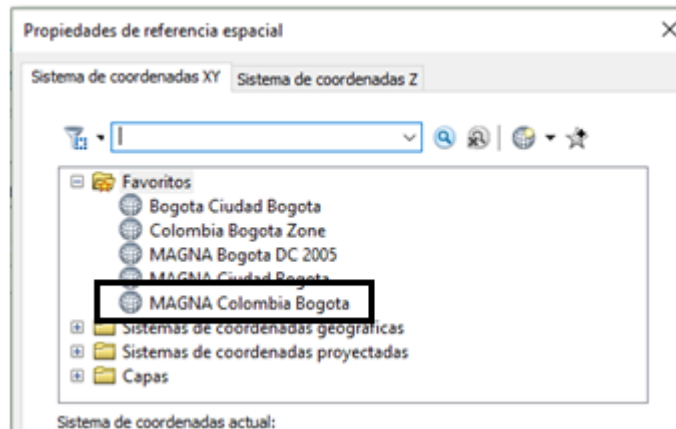 Propiedades de referencia espacial
Sistema de coordenadas XY Sistema de coordenadas Z
Favoritos
Bogota Ciudad Bogota
Colombia Bogota Zone
MAGNA Bogota DC 2005
MAGNA Ciudad Bogota
MAGNA Colombia Bogota
Sistemas de coordenadas geográficas
Sistemas de coordenadas proyectadas
Capas
Sistema de coordenadas actual: